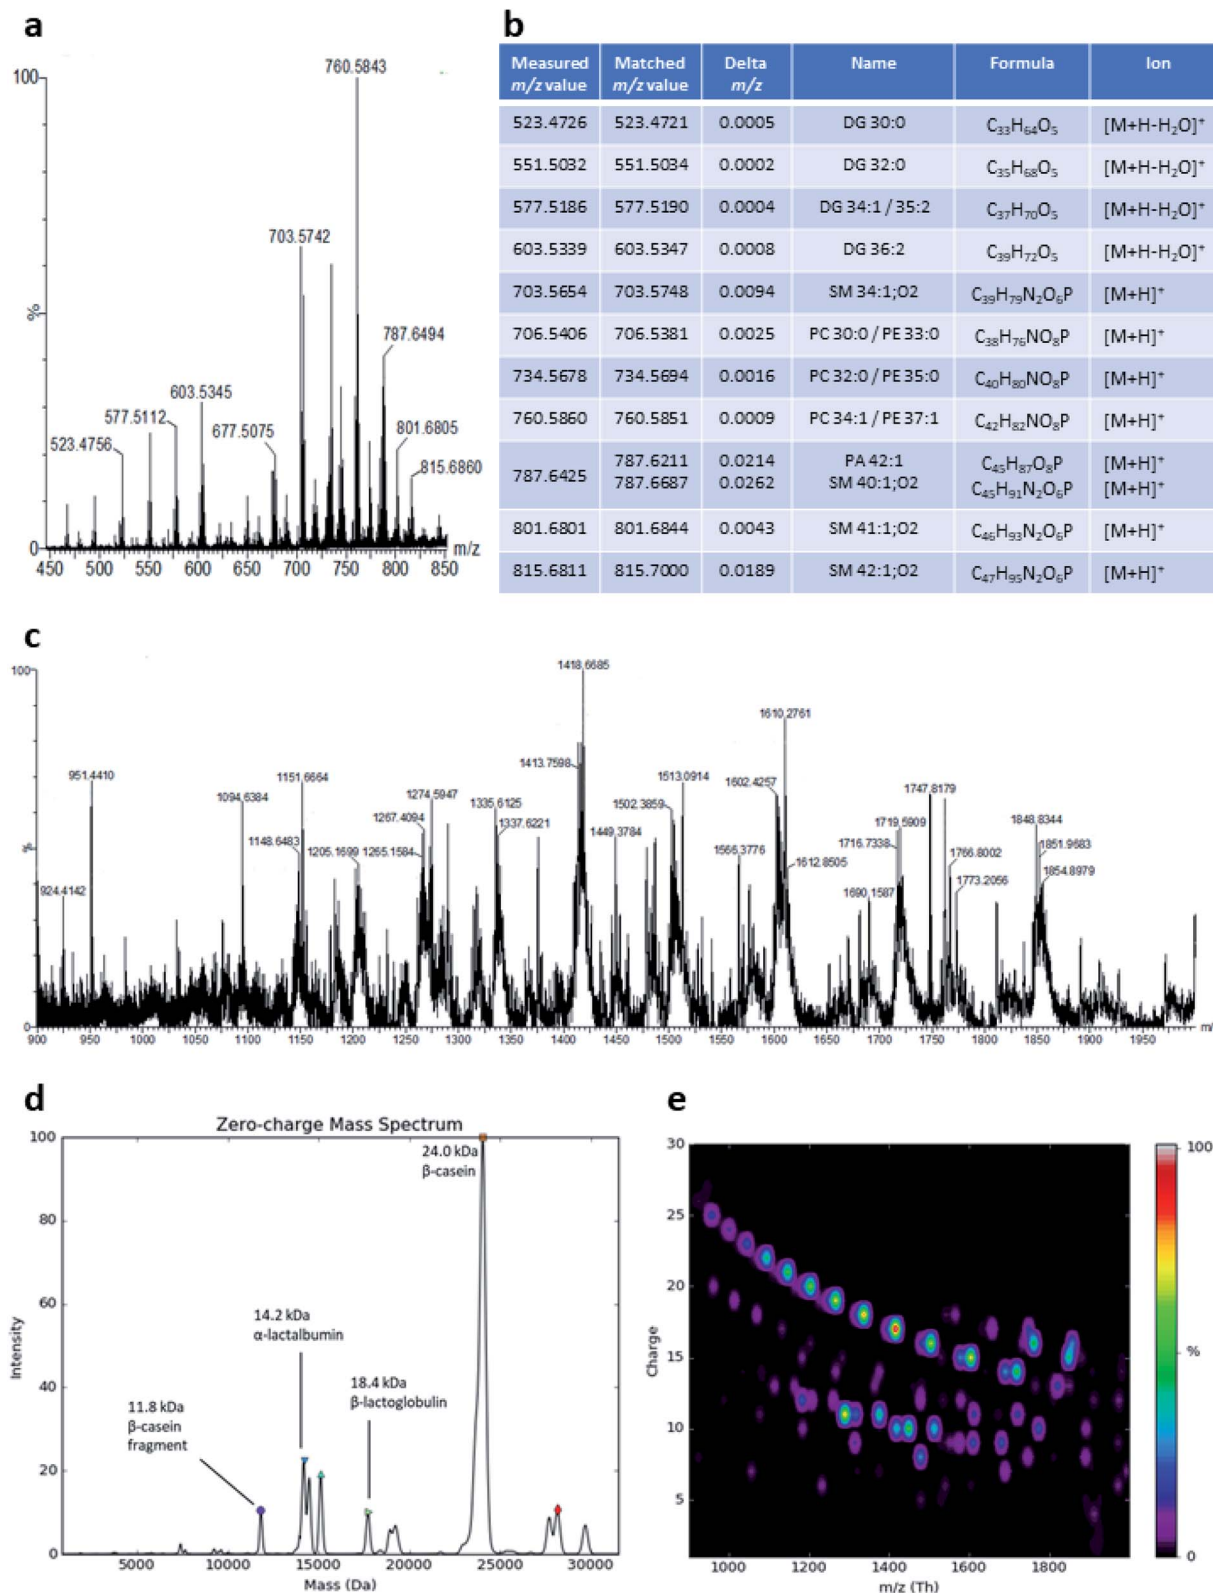 a
100
%
0
760.5843
703.5742
787.6494
603.5345
577.5112
677.5075
801.6805
523.4756
815.6860
m/z
450 500 550 600 650 700 750 800 850
b
Measured m/z value Matched m/z value Delta m/z Name Formula Ion
523.4726 523.4721 0.0005 DG 30:0 C₃₃H₆₄O₅ [M+H-H₂O]⁺
551.5032 551.5034 0.0002 DG 32:0 C₃₅H₆₈O₅ [M+H-H₂O]⁺
577.5186 577.5190 0.0004 DG 34:1 / 35:2 C₃₇H₇₀O₅ [M+H-H₂O]⁺
603.5339 603.5347 0.0008 DG 36:2 C₃₉H₇₂O₅ [M+H-H₂O]⁺
703.5654 703.5748 0.0094 SM 34:1;O2 C₃₉H₇₉N₂O₆P [M+H]⁺
706.5406 706.5381 0.0025 PC 30:0 / PE 33:0 C₃₈H₇₆NO₈P [M+H]⁺
734.5678 734.5694 0.0016 PC 32:0 / PE 35:0 C₄₀H₈₀NO₈P [M+H]⁺
760.5860 760.5851 0.0009 PC 34:1 / PE 37:1 C₄₂H₈₂NO₈P [M+H]⁺
787.6425 787.6211 0.0214 PA 42:1 C₄₅H₈₇O₈P [M+H]⁺
787.6687 0.0262 SM 40:1;O2 C₄₅H₉₁N₂O₆P [M+H]⁺
801.6801 801.6844 0.0043 SM 41:1;O2 C₄₆H₉₃N₂O₆P [M+H]⁺
815.6811 815.7000 0.0189 SM 42:1;O2 C₄₇H₉₅N₂O₆P [M+H]⁺
c
100
%
0
1418.6685
1610.2761
1413.7598
951.4410
1151.6664
1513.0914
1602.4257
1747.8179
1094.6384
1274.5947
1335.6125
1502.3859
1267.4094
1337.6221
1719.5909
1848.8344
1148.6483
1449.3784
1716.7338
1851.9683
1205.1699
1265.1584
1566.3776
1612.8505
1766.8002
1854.8979
924.4142
1690.1587
1773.2056
900 950 1000 1050 1100 1150 1200 1250 1300 1350 1400 1450 1500 1550 1600 1650 1700 1750 1800 1850 1900 1950
d
Zero-charge Mass Spectrum
Intensity
100
80
60
40
20
0
24.0 kDa
β-casein
14.2 kDa
α-lactalbumin
18.4 kDa
β-lactoglobulin
11.8 kDa
β-casein
fragment
5000 10000 15000 20000 25000 30000
Mass (Da)
e
Charge
30
25
20
15
10
5
1000 1200 1400 1600 1800
m/z (Th)
100
%
0